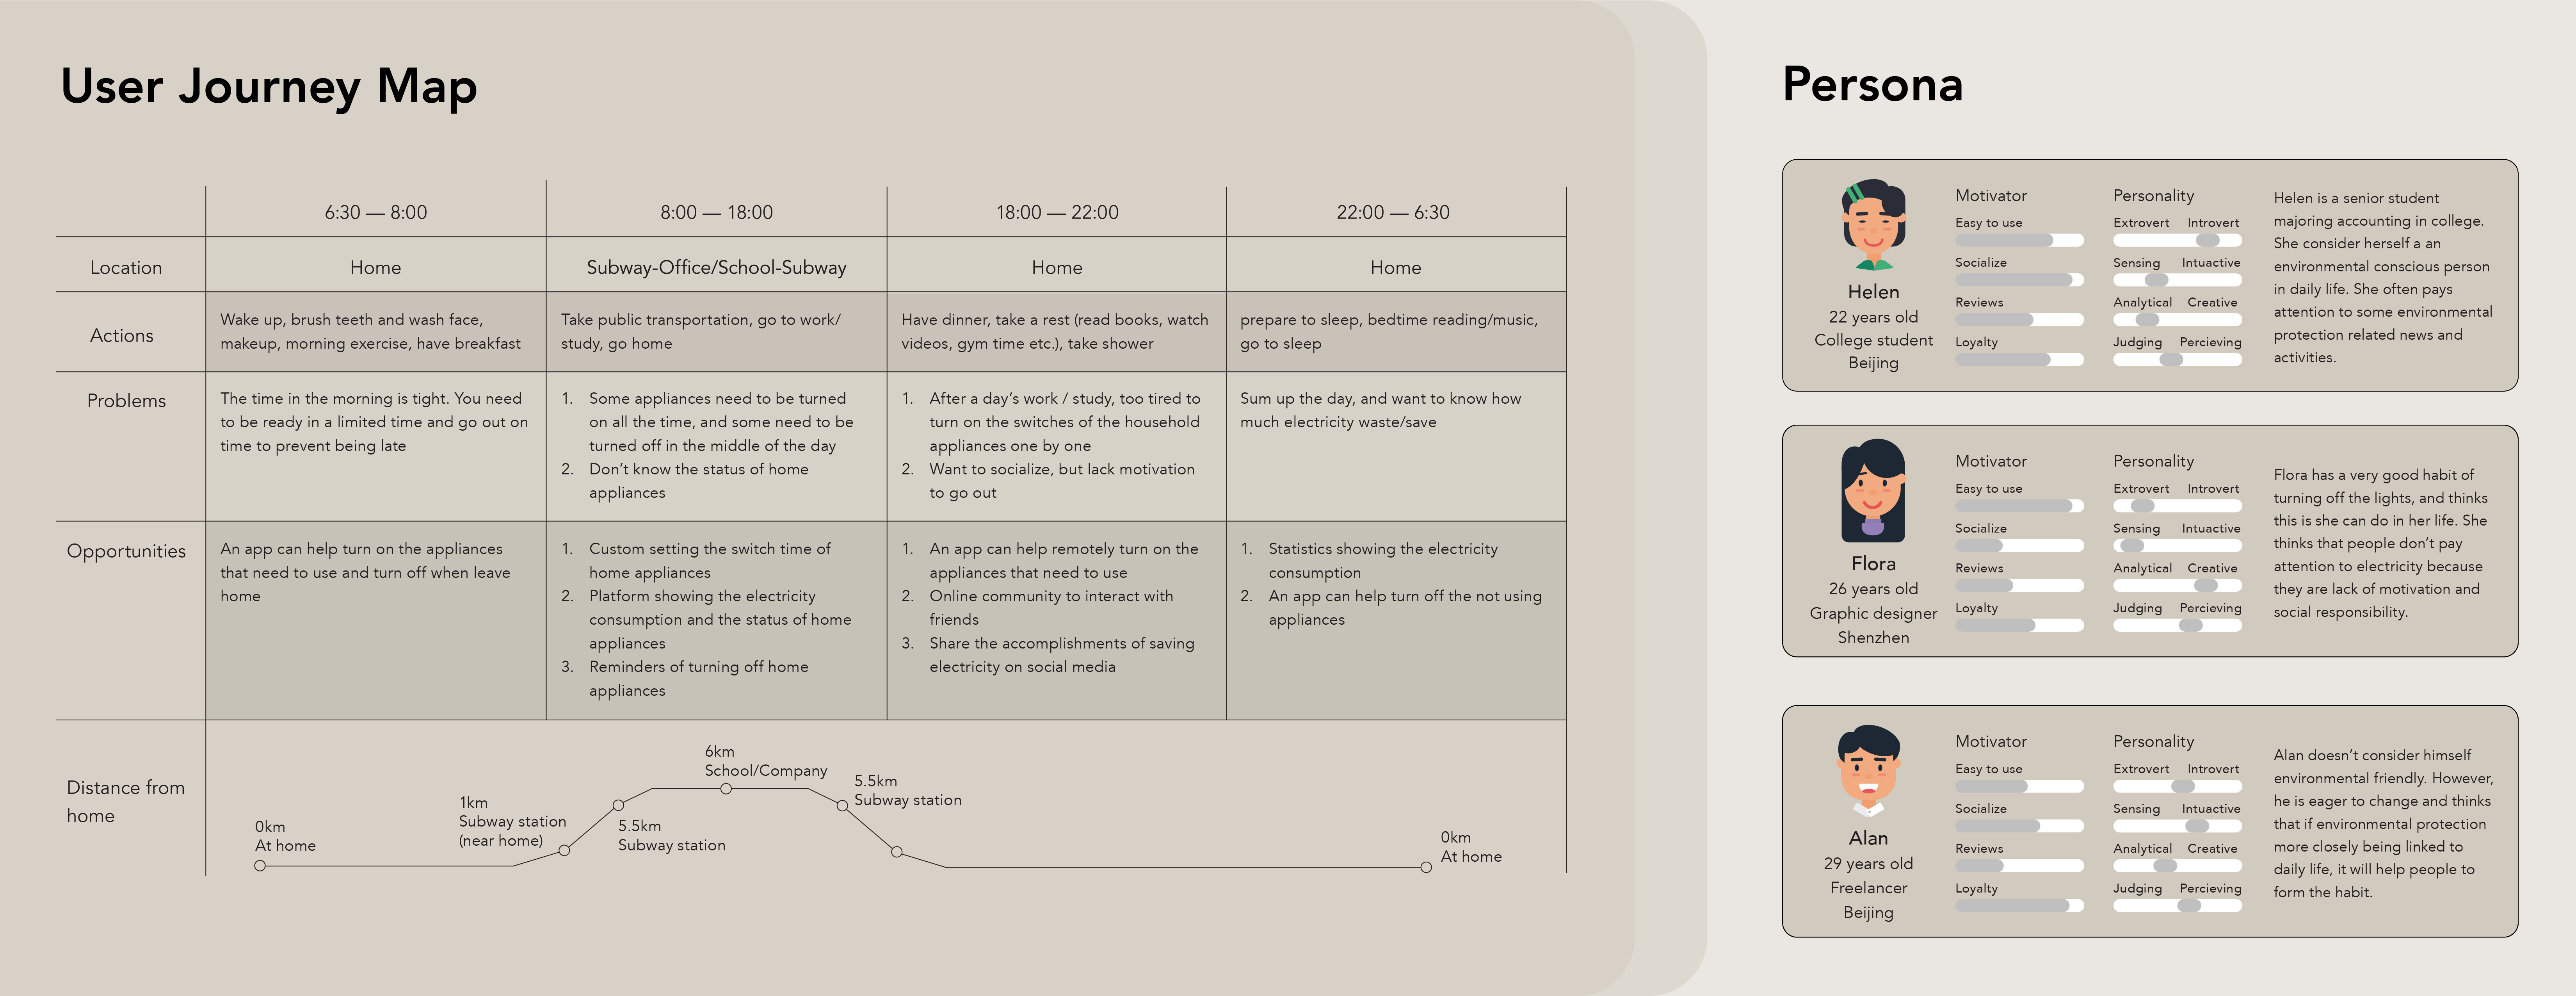 User Journey Map
6:30 — 8:00
8:00 — 18:00
18:00 — 22:00
22:00 — 6:30
Location
Home
Subway-Office/School-Subway
Home
Home
Actions
Wake up, brush teeth and wash face,
makeup, morning exercise, have breakfast
Take public transportation, go to work/
study, go home
Have dinner, take a rest (read books, watch
videos, gym time etc.), take shower
prepare to sleep, bedtime reading/music,
go to sleep
Problems
The time in the morning is tight. You need
to be ready in a limited time and go out on
time to prevent being late
1. Some appliances need to be turned
on all the time, and some need to be
turned off in the middle of the day
2. Don't know the status of home
appliances
1. After a day's work / study, too tired to
turn on the switches of the household
appliances one by one
2. Want to socialize, but lack motivation
to go out
Sum up the day, and want to know how
much electricity waste/save
Opportunities
An app can help turn on the appliances
that need to use and turn off when leave
home
1. Custom setting the switch time of
home appliances
2. Platform showing the electricity
consumption and the status of home
appliances
3. Reminders of turning off home
appliances
1. An app can help remotely turn on the
appliances that need to use
2. Online community to interact with
friends
3. Share the accomplishments of saving
electricity on social media
1. Statistics showing the electricity
consumption
2. An app can help turn off the not using
appliances
Distance from
home
0km
At home
1km
Subway station
(near home)
5.5km
Subway station
6km
School/Company
5.5km
Subway station
0km
At home
Persona
Helen
22 years old
College student
Beijing
Motivator
Easy to use
Socialize
Reviews
Loyalty
Personality
Extrovert Introvert
Sensing Intuactive
Analytical Creative
Judging Percieving
Helen is a senior student
majoring accounting in college.
She consider herself a an
environmental conscious person
in daily life. She often pays
attention to some environmental
protection related news and
activities.
Flora
26 years old
Graphic designer
Shenzhen
Motivator
Easy to use
Socialize
Reviews
Loyalty
Personality
Extrovert Introvert
Sensing Intuactive
Analytical Creative
Judging Percieving
Flora has a very good habit of
turning off the lights, and thinks
this is she can do in her life. She
thinks that people don't pay
attention to electricity because
they are lack of motivation and
social responsibility.
Alan
29 years old
Freelancer
Beijing
Motivator
Easy to use
Socialize
Reviews
Loyalty
Personality
Extrovert Introvert
Sensing Intuactive
Analytical Creative
Judging Percieving
Alan doesn't consider himself
environmental friendly. However,
he is eager to change and thinks
that if environmental protection
more closely being linked to
daily life, it will help people to
form the habit.